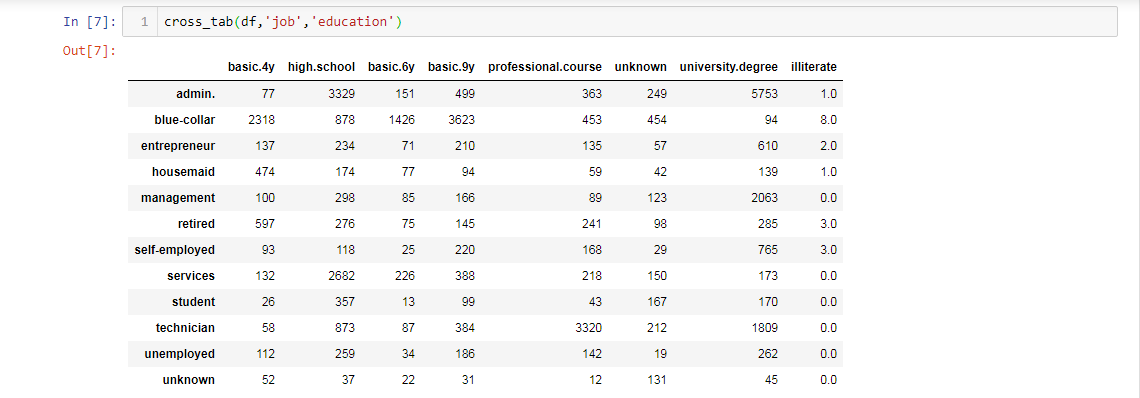 In [7]: 1 cross_tab(df,'job','education')
Out[7]:
basic.4y high.school basic.6y basic.9y professional.course unknown university.degree illiterate
admin. 77 3329 151 499 363 249 5753 1.0
blue-collar 2318 878 1426 3623 453 454 94 8.0
entrepreneur 137 234 71 210 135 57 610 2.0
housemaid 474 174 77 94 59 42 139 1.0
management 100 298 85 166 89 123 2063 0.0
retired 597 276 75 145 241 98 285 3.0
self-employed 93 118 25 220 168 29 765 3.0
services 132 2682 226 388 218 150 173 0.0
student 26 357 13 99 43 167 170 0.0
technician 58 873 87 384 3320 212 1809 0.0
unemployed 112 259 34 186 142 19 262 0.0
unknown 52 37 22 31 12 131 45 0.0